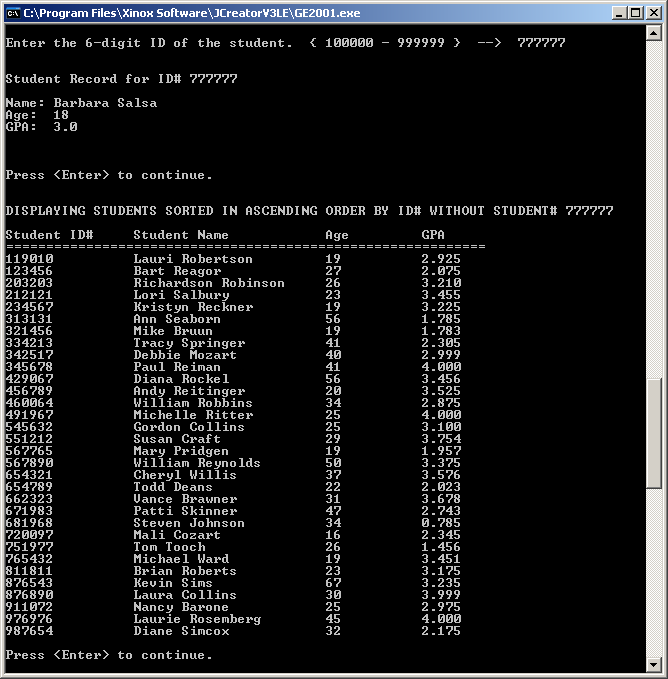 C:\Program Files\Xinox Software\JCreatorV3LE\GE2001.exe
Enter the 6-digit ID of the student.  { 100000 - 999999 }  -->  777777
Student Record for ID# 777777
Name: Barbara Salsa
Age:  18
GPA:  3.0
Press <Enter> to continue.
DISPLAYING STUDENTS SORTED IN ASCENDING ORDER BY ID# WITHOUT STUDENT# 777777
Student ID#     Student Name            Age         GPA
============================================================
119010          Lauri Robertson         19          2.925
123456          Bart Reagor             27          2.075
203203          Richardson Robinson     26          3.210
212121          Lori Salbury            23          3.455
234567          Kristyn Reckner         19          3.225
313131          Ann Seaborn             56          1.785
321456          Mike Bruun              19          1.783
334213          Tracy Springer          41          2.305
342517          Debbie Mozart           40          2.999
345678          Paul Reiman             41          4.000
429067          Diana Rockel            56          3.456
456789          Andy Reitinger          20          3.525
460064          William Robbins         34          2.875
491967          Michelle Ritter         25          4.000
545632          Gordon Collins          25          3.100
551212          Susan Craft             29          3.754
567765          Mary Pridgen            19          1.957
567890          William Reynolds        50          3.375
654321          Cheryl Willis           37          3.576
654789          Todd Deans              22          2.023
662323          Vance Brawner           31          3.678
671983          Patti Skinner           47          2.743
681968          Steven Johnson          34          0.785
720097          Mali Cozart             16          2.345
751977          Tom Tooch               26          1.456
765432          Michael Ward            19          3.451
811811          Brian Roberts           23          3.175
876543          Kevin Sims              67          3.235
876890          Laura Collins           30          3.999
911072          Nancy Barone            25          2.975
976976          Laurie Rosemberg        45          4.000
987654          Diane Simcox            32          2.175
Press <Enter> to continue.